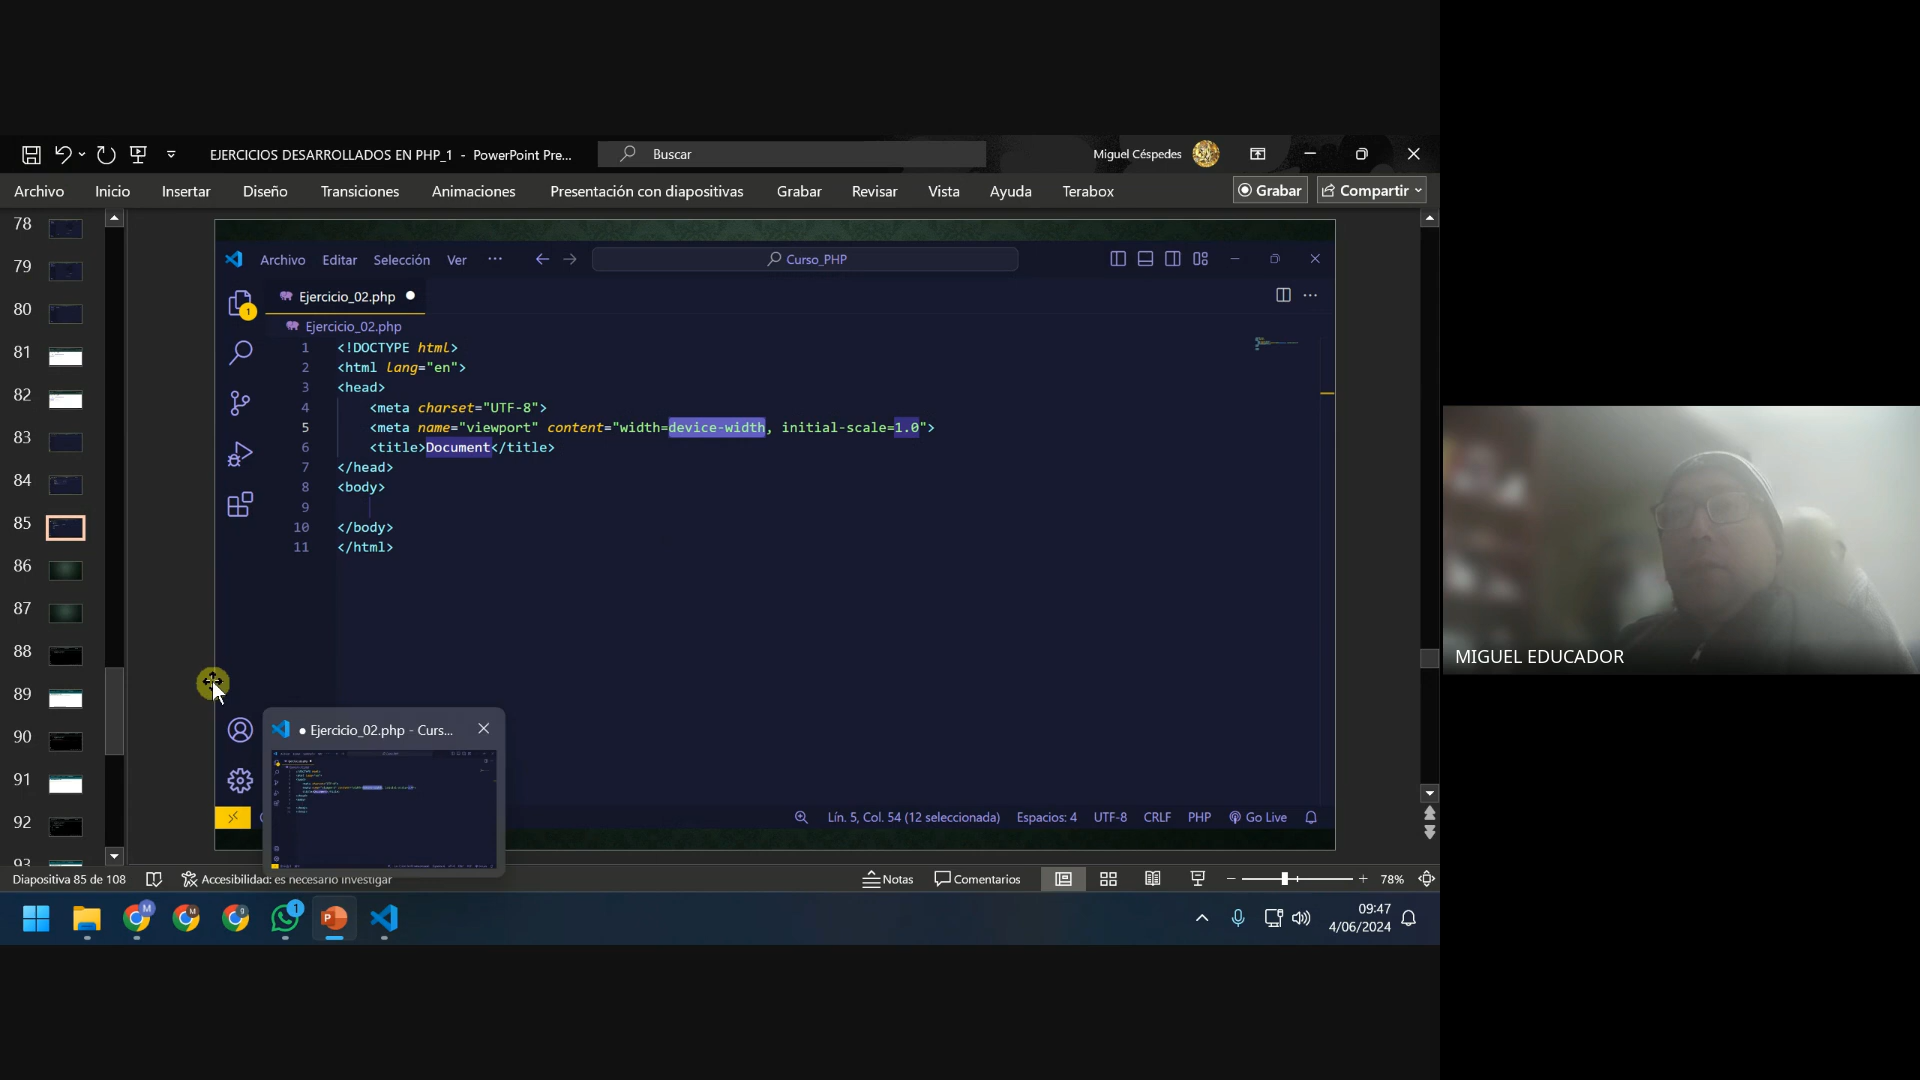 EJERCICIOS DESARROLLADOS EN PHP_1 - PowerPoint Pre...
Buscar
Miguel Céspedes
Archivo Inicio Insertar Diseño Transiciones Animaciones Presentación con diapositivas Grabar Revisar Vista Ayuda Terabox
Grabar
Compartir
78
79
80
81
82
83
84
85
86
87
88
89
90
91
92
93
Archivo Editar Selección Ver ...
Curso_PHP
1
Ejercicio_02.php
Ejercicio_02.php
1 <!DOCTYPE html>
2 <html lang="en">
3 <head>
4 <meta charset="UTF-8">
5 <meta name="viewport" content="width=device-width, initial-scale=1.0">
6 <title>Document</title>
7 </head>
8 <body>
9
10 </body>
11 </html>
● Ejercicio_02.php - Curs...
Lín. 5, Col. 54 (12 seleccionada) Espacios: 4 UTF-8 CRLF PHP Go Live
Diapositiva 85 de 108
Accesibilidad: es necesario investigar
Notas
Comentarios
78%
M
M
g
1
P
09:47
4/06/2024
MIGUEL EDUCADOR